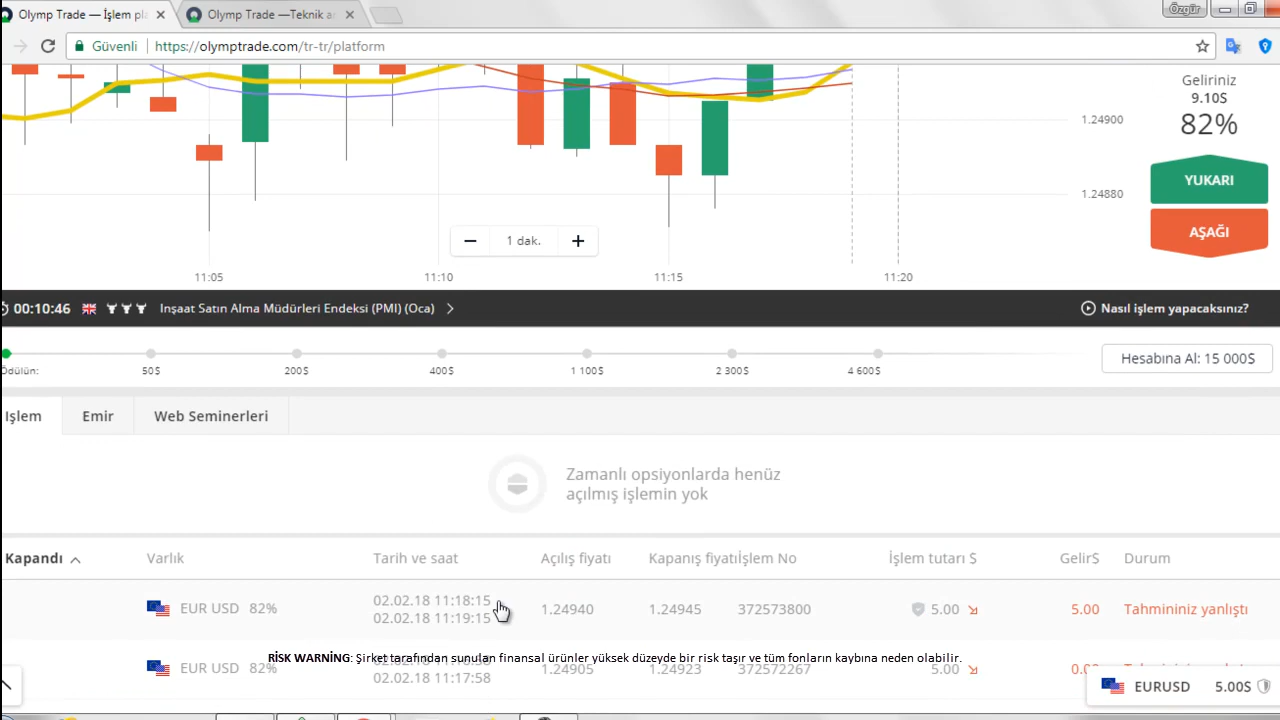 Olymp Trade — İşlem pla
Olymp Trade —Teknik a
Özgür
Güvenli
https://olymptrade.com/tr-tr/platform
Geliriniz
9.10$
82%
1.24900
YUKARI
1.24880
AŞAĞI
1 dak.
11:05 11:10 11:15 11:20
00:10:46 Inşaat Satın Alma Müdürleri Endeksi (PMI) (Oca) Nasıl işlem yapacaksınız?
Ödülün: 50$ 200$ 400$ 1 100$ 2 300$ 4 600$
Hesabına Al: 15 000$
Işlem Emir Web Seminerleri
Zamanlı opsiyonlarda henüz
açılmış işlemin yok
Kapandı Varlık Tarih ve saat Açılış fiyatı Kapanış fiyatıIşlem No İşlem tutarı $ Gelir$ Durum
EUR USD 82% 02.02.18 11:18:15 1.24940 1.24945 372573800 5.00 5.00 Tahmininiz yanlıştı
02.02.18 11:19:15
RİSK WARNİNG: Şirket tarafından sunulan finansal ürünler yüksek düzeyde bir risk taşır ve tüm fonların kaybına neden olabilir.
EUR USD 82% 1.24905 1.24923 372572267 5.00
02.02.18 11:17:58
EURUSD 5.00$